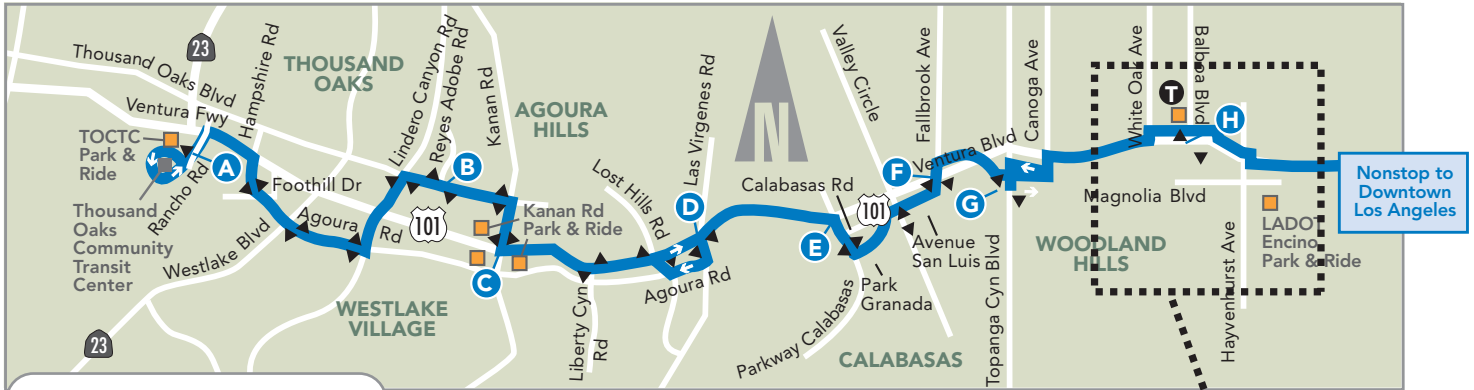 23
Thousand Oaks Blvd
Ventura Fwy
Hampshire Rd
THOUSAND
OAKS
Lindero Canyon Rd
Reyes Adobe Rd
Kanan Rd
AGOURA
HILLS
Las Virgenes Rd
N
Valley Circle
Fallbrook Ave
Canoga Ave
White Oak Ave
Balboa Blvd
T
H
TOCTC
Park &
Ride
A
Rancho Rd
Foothill Dr
B
Lost Hills Rd
D
Calabasas Rd
F
Ventura Blvd
G
Magnolia Blvd
Nonstop to
Downtown
Los Angeles
Thousand
Oaks
Community
Transit
Center
Westlake Blvd
Agoura Rd
101
Kanan Rd
Park & Ride
C
Agoura Rd
E
101
Avenue
San Luis
Park
Granada
Topanga Cyn Blvd
WOODLAND
HILLS
LADOT
Encino
Park & Ride
Hayvenhurst Ave
WESTLAKE
VILLAGE
Liberty Cyn
Rd
Parkway Calabasas
CALABASAS
23